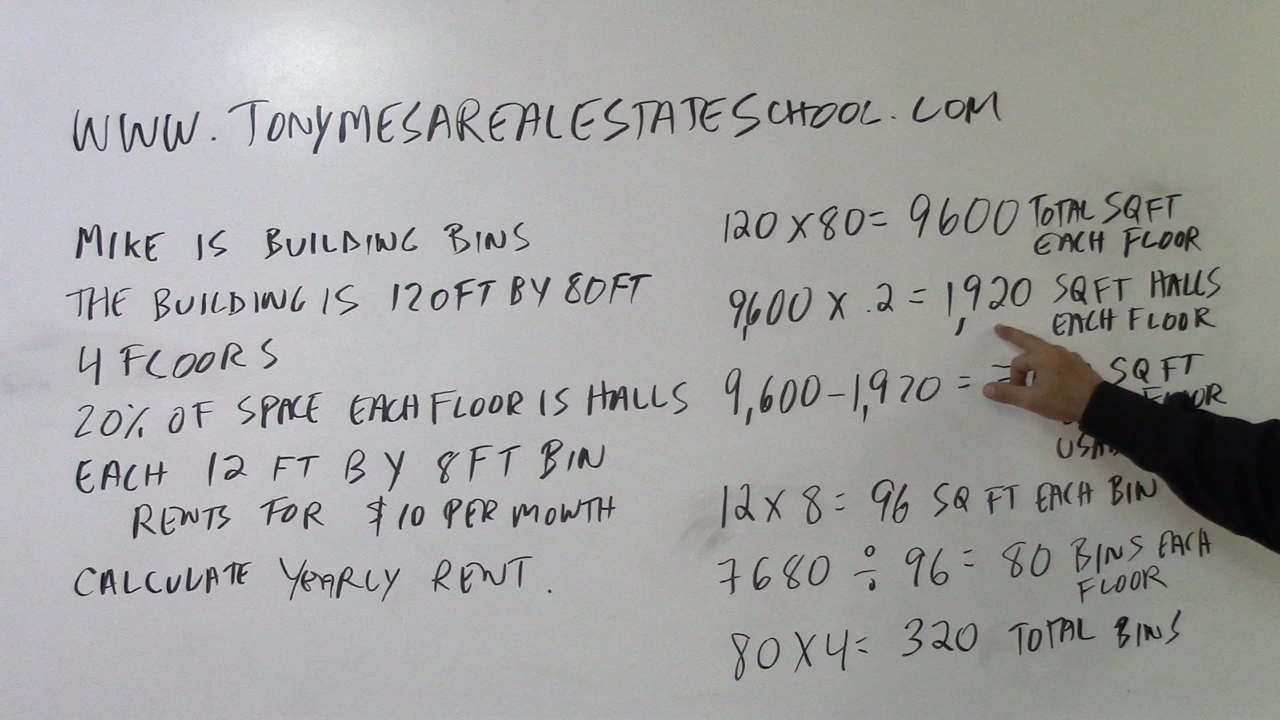 WWW.TONYMESAREALESTATESCHOOL.COM
MIKE IS BUILDING BINS
THE BUILDING IS 120FT BY 80FT
4 FLOORS
20% OF SPACE EACH FLOOR IS HALLS
EACH 12 FT BY 8FT BIN
RENTS FOR $10 PER MONTH
CALCULATE YEARLY RENT.
120 X 80 = 9600 TOTAL SQFT
EACH FLOOR
9,600 X .2 = 1,920 SQFT HALLS
EACH FLOOR
9,600 - 1,920 = SQ FT
12 X 8 = 96 SQ FT EACH BIN
7680 ÷ 96 = 80 BINS EACH
FLOOR
80 X 4 = 320 TOTAL BINS